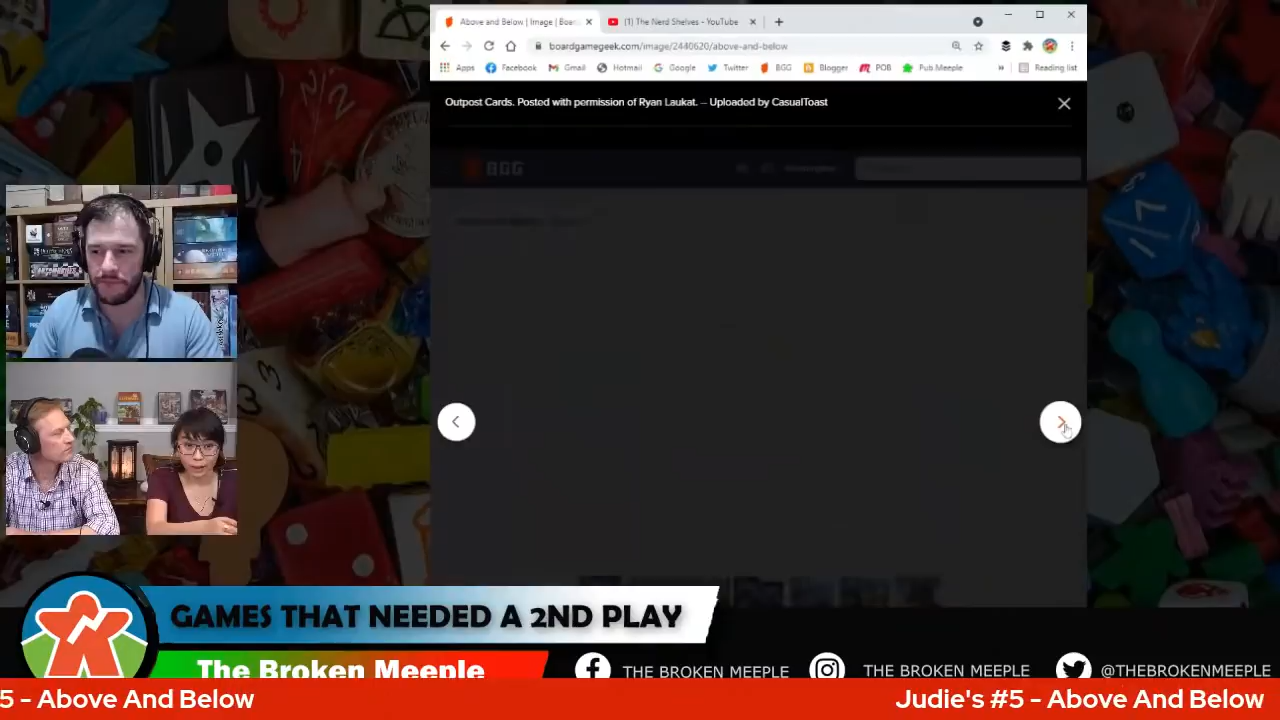 Above and Below | Image | Boar
(1) The Nerd Shelves - YouTube
boardgamegeek.com/image/2440620/above-and-below
Apps
Facebook
Gmail
Hotmail
Google
Twitter
BGG
Blogger
POB
Pub Meeple
»
Reading list
Outpost Cards. Posted with permission of Ryan Laukat. – Uploaded by CasualToast
BGG
GAMES THAT NEEDED A 2ND PLAY
The Broken Meeple
THE BROKEN MEEPLE
THE BROKEN MEEPLE
@THEBROKENMEEPLE
5 - Above And Below
Judie's #5 - Above And Below